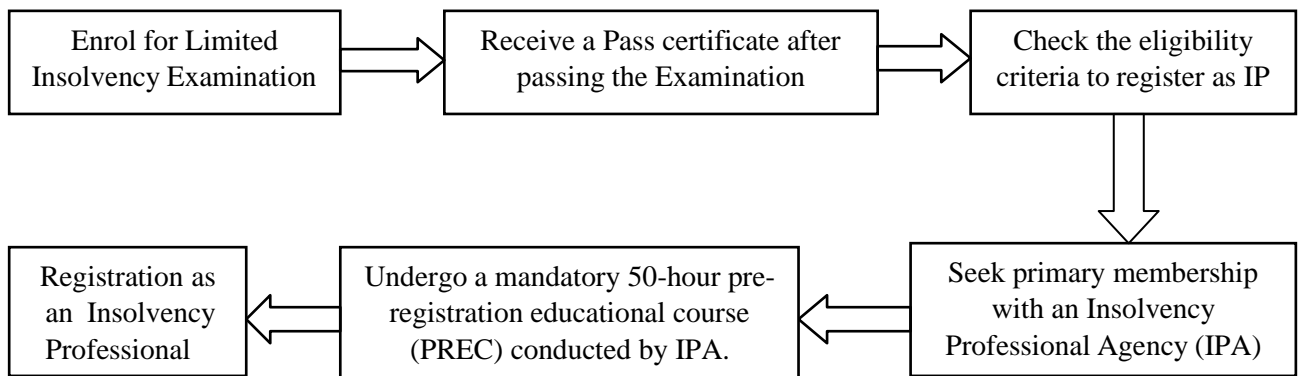 Enrol for Limited
Insolvency Examination
Receive a Pass certificate after
passing the Examination
Check the eligibility
criteria to register as IP
Seek primary membership
with an Insolvency
Professional Agency (IPA)
Undergo a mandatory 50-hour pre-
registration educational course
(PREC) conducted by IPA.
Registration as
an Insolvency
Professional